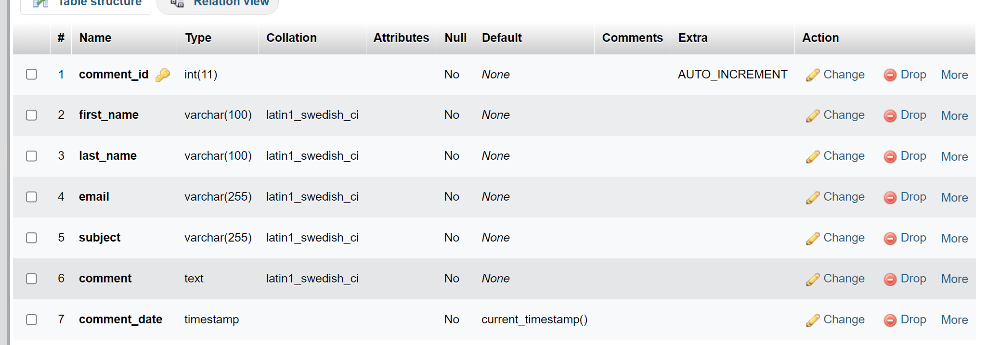 Table structure Relation view
# Name Type Collation Attributes Null Default Comments Extra Action
1 comment_id int(11) No None AUTO_INCREMENT Change Drop More
2 first_name varchar(100) latin1_swedish_ci No None Change Drop More
3 last_name varchar(100) latin1_swedish_ci No None Change Drop More
4 email varchar(255) latin1_swedish_ci No None Change Drop More
5 subject varchar(255) latin1_swedish_ci No None Change Drop More
6 comment text latin1_swedish_ci No None Change Drop More
7 comment_date timestamp No current_timestamp() Change Drop More